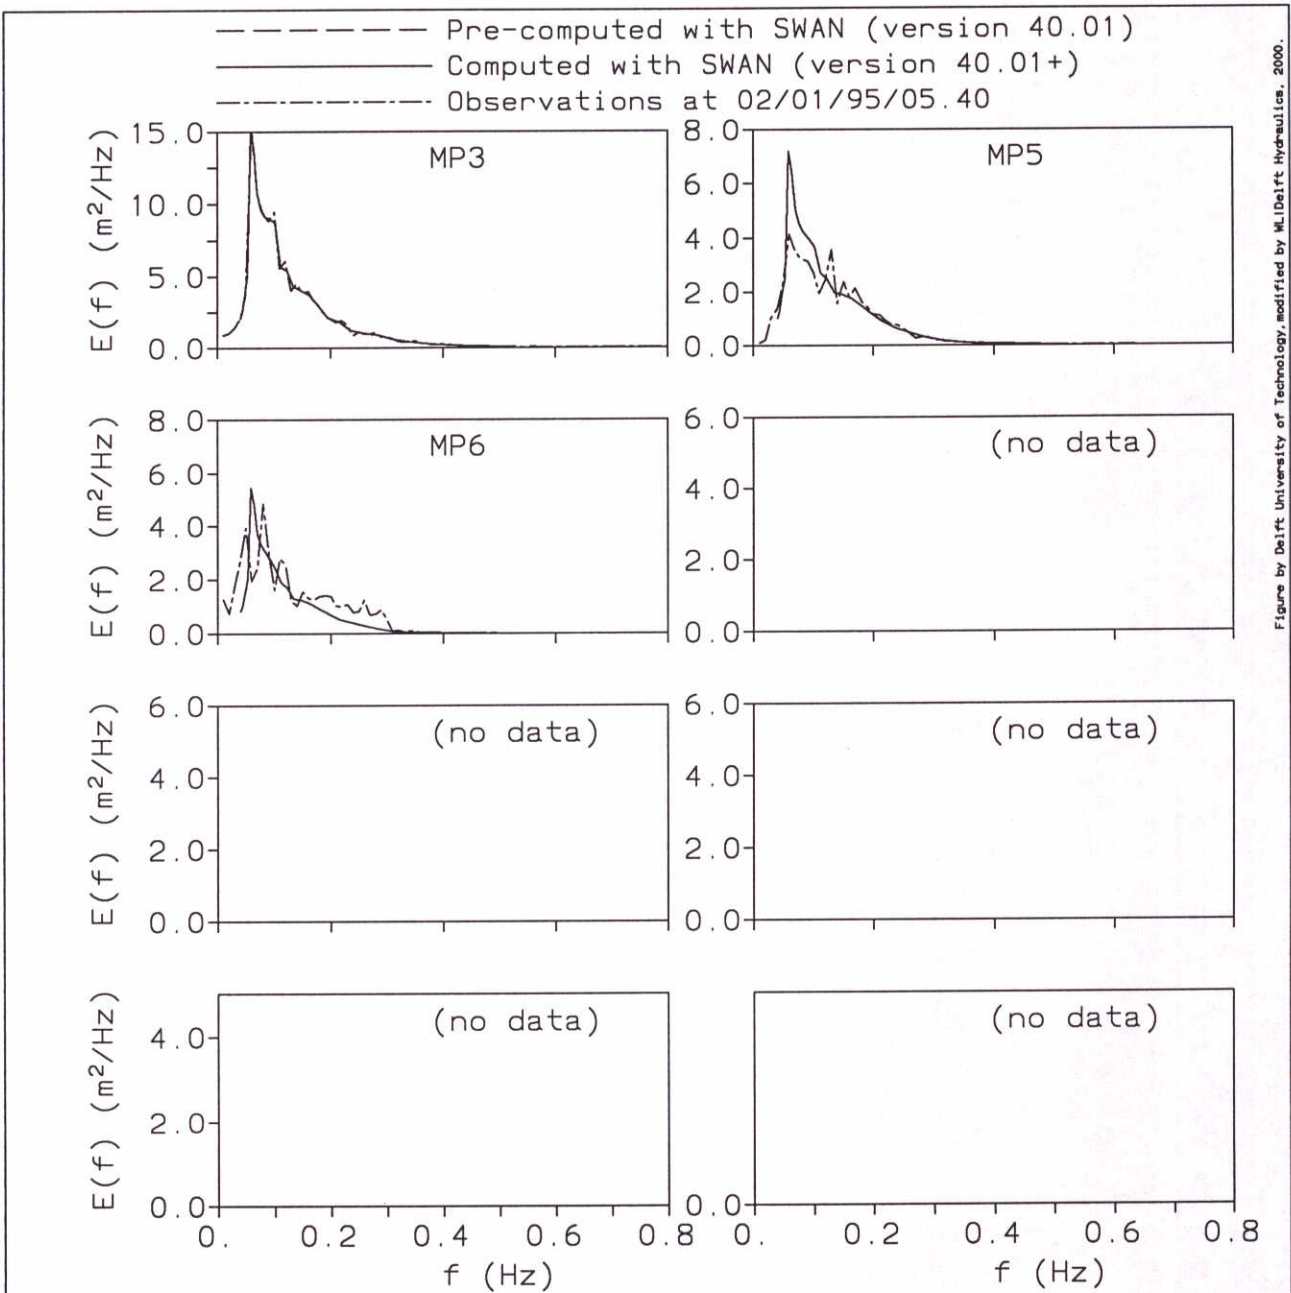 Pre-computed with SWAN (version 40.01)
Computed with SWAN (version 40.01+)
Observations at 02/01/95/05.40
E(f) (m²/Hz)
15.0
10.0
5.0
0.0
MP3
8.0
6.0
4.0
2.0
0.0
MP5
E(f) (m²/Hz)
8.0
6.0
4.0
2.0
0.0
MP6
6.0
4.0
2.0
0.0
(no data)
E(f) (m²/Hz)
6.0
4.0
2.0
0.0
(no data)
6.0
4.0
2.0
0.0
(no data)
E(f) (m²/Hz)
4.0
2.0
0.0
(no data)
0.0
(no data)
0. 0.2 0.4 0.6 0.8
f (Hz)
0. 0.2 0.4 0.6 0.8
f (Hz)
Figure by Delft University of Technology, modified by WL|Delft Hydraulics, 2000.